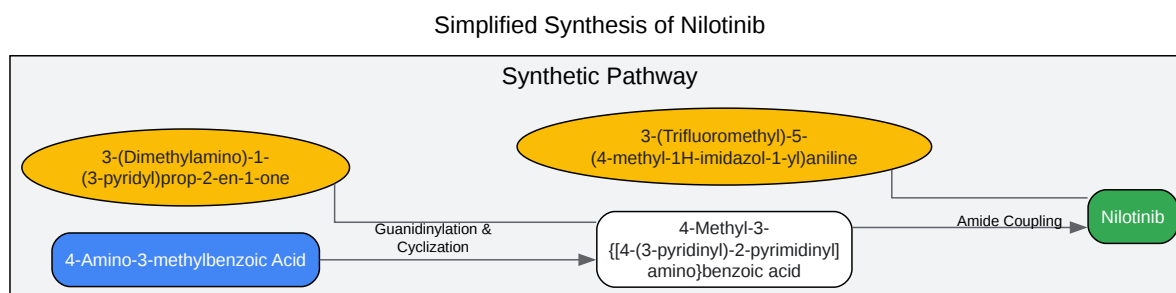 Simplified Synthesis of Nilotinib
Synthetic Pathway
3-(Dimethylamino)-1-
(3-pyridyl)prop-2-en-1-one
3-(Trifluoromethyl)-5-
(4-methyl-1H-imidazol-1-yl)aniline
4-Amino-3-methylbenzoic Acid
Guanidinylation &
Cyclization
4-Methyl-3-
{[4-(3-pyridinyl)-2-pyrimidinyl]
amino}benzoic acid
Amide Coupling
Nilotinib